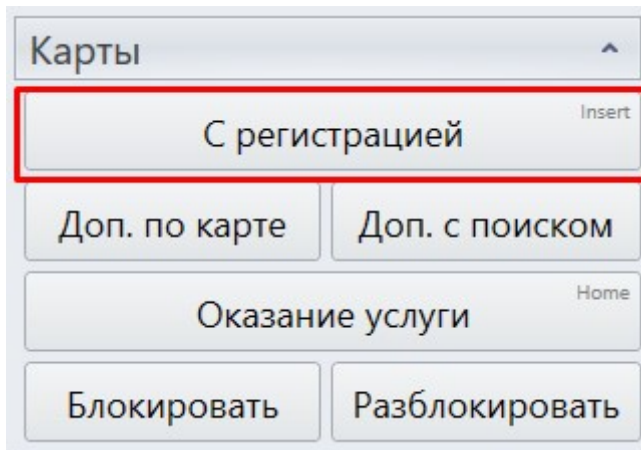 Карты
С регистрацией Insert
Доп. по карте Доп. с поиском
Оказание услуги Home
Блокировать Разблокировать